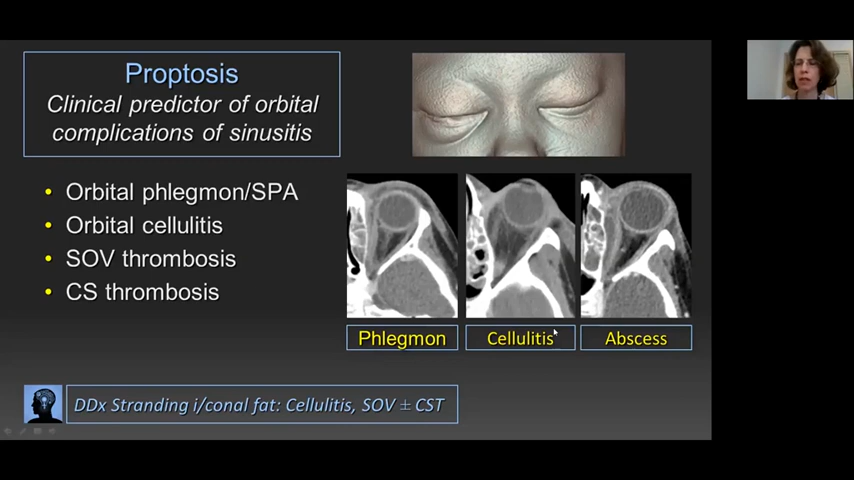 Proptosis
Clinical predictor of orbital
complications of sinusitis
• Orbital phlegmon/SPA
• Orbital cellulitis
• SOV thrombosis
• CS thrombosis
Phlegmon
Cellulitis
Abscess
DDx Stranding i/conal fat: Cellulitis, SOV ± CST